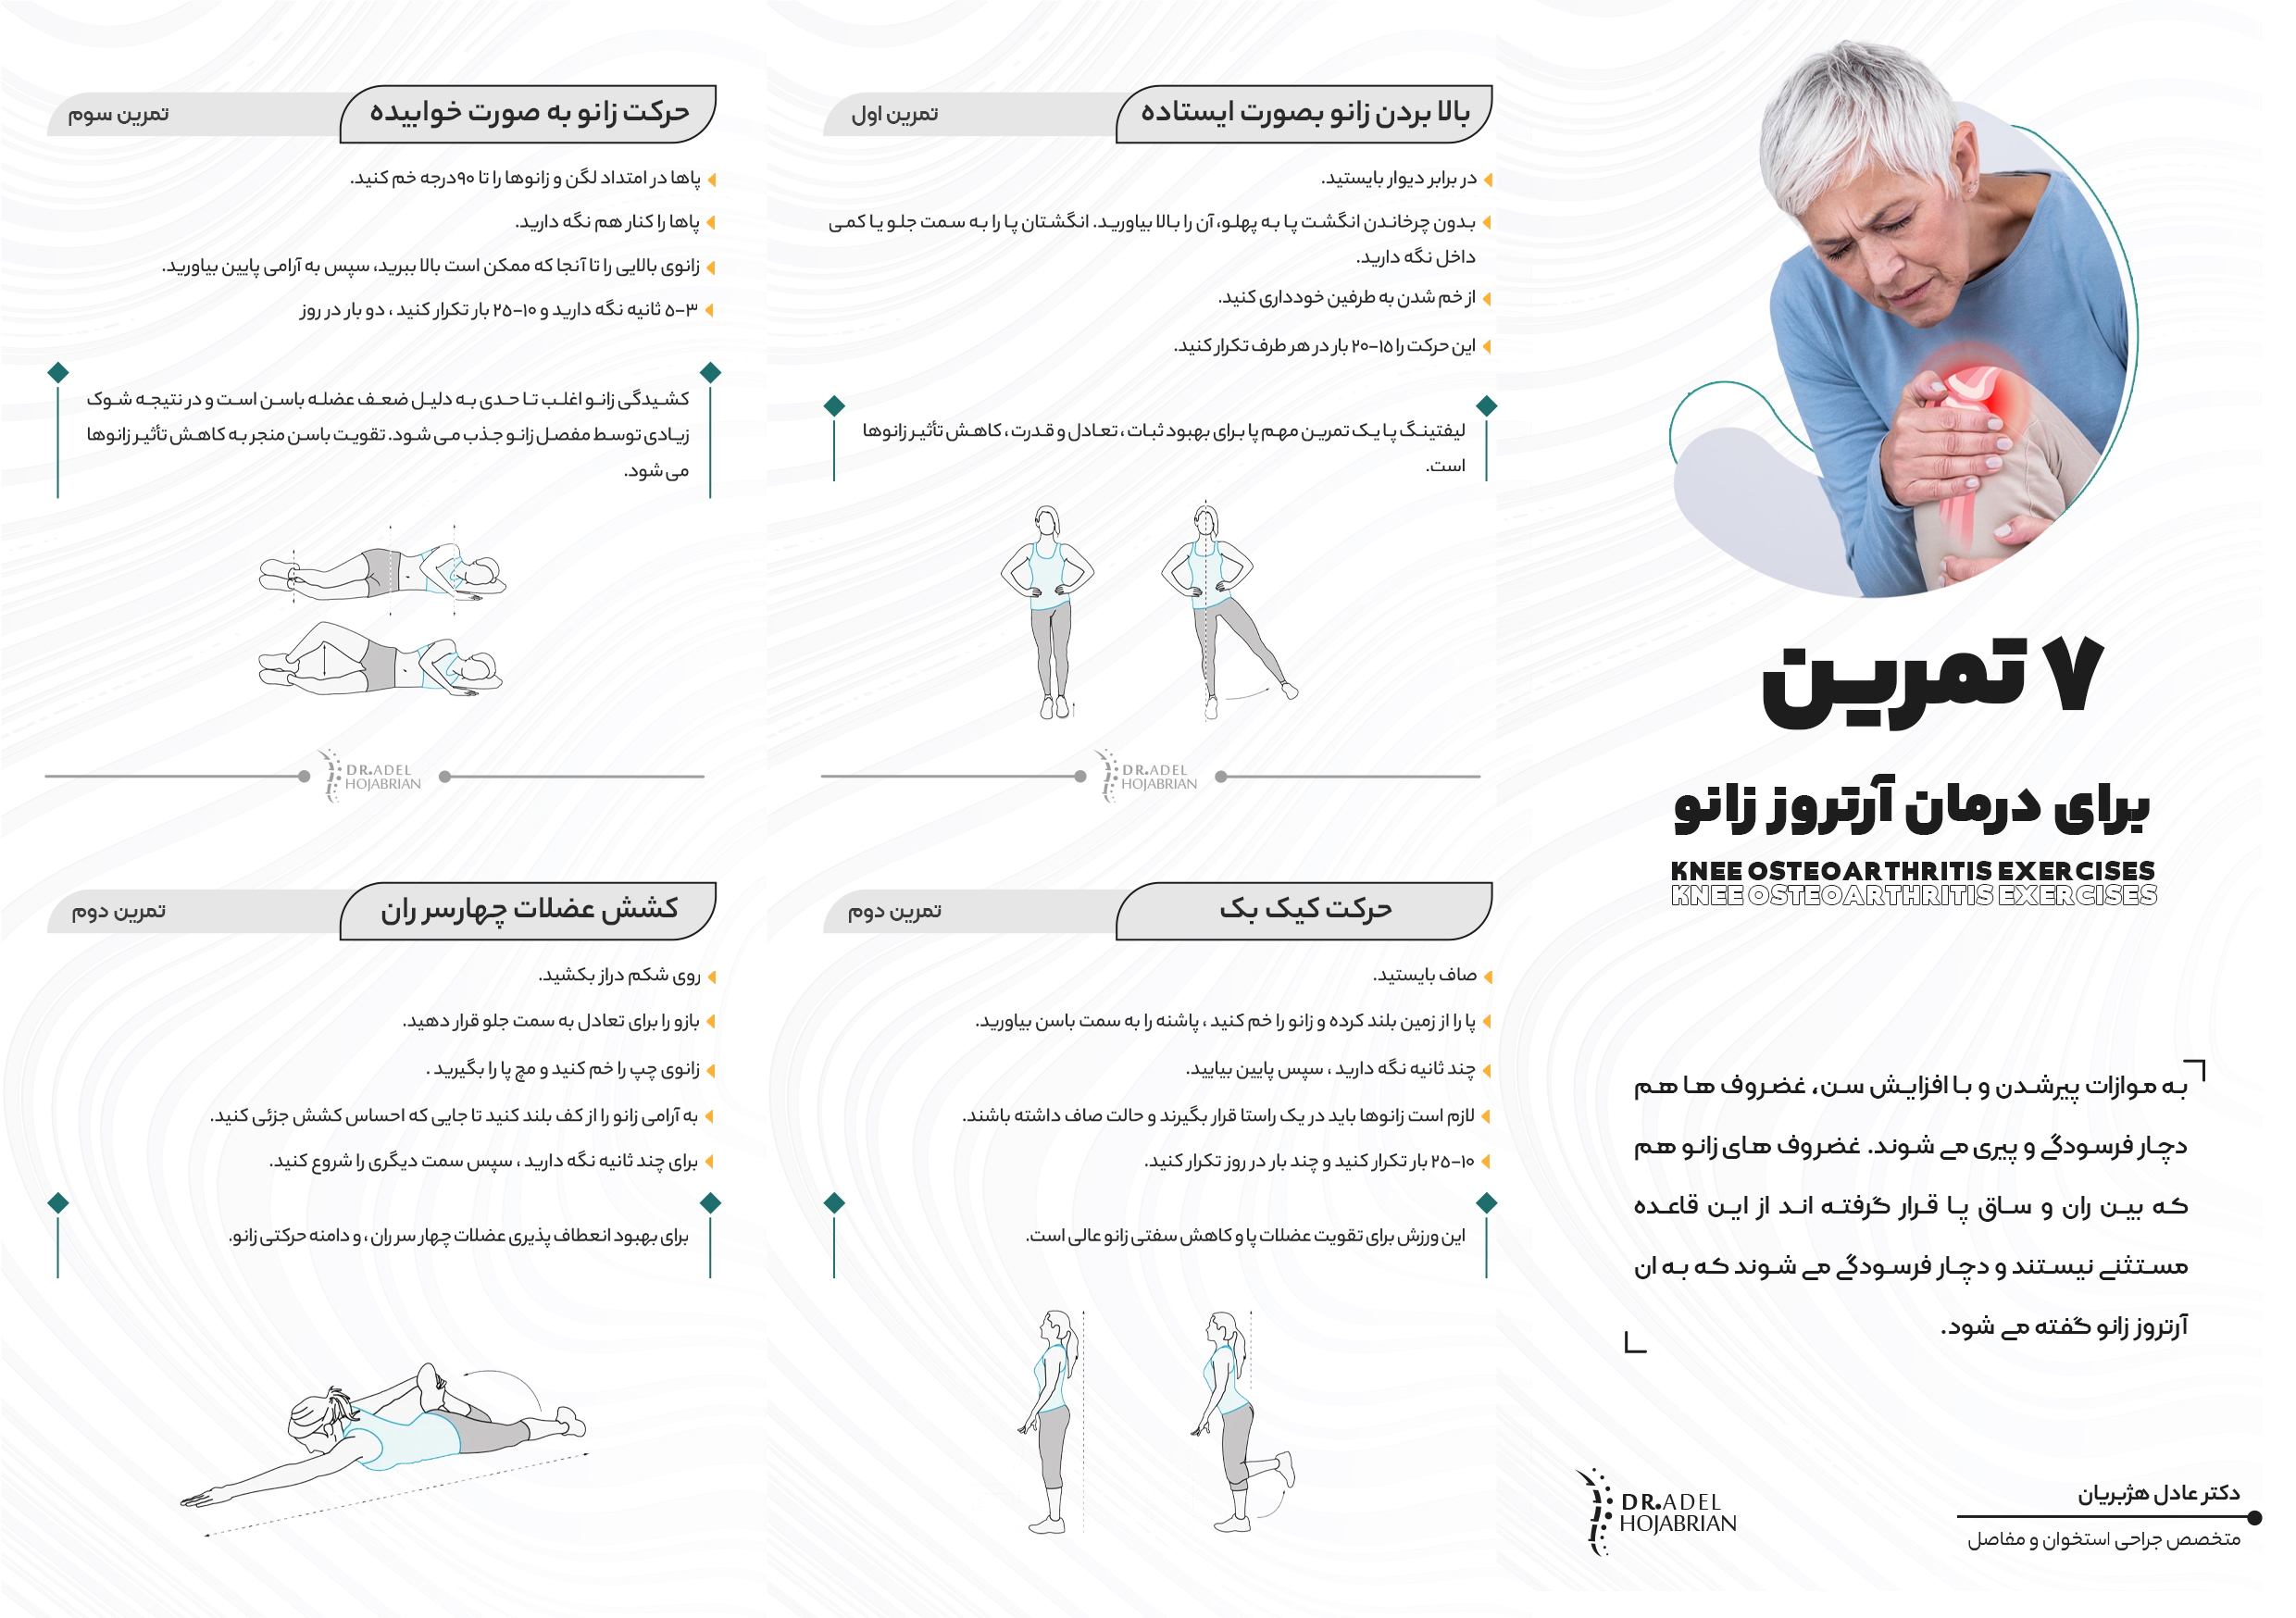 ۷ تمرین
برای درمان آرتروز زانو
KNEE OSTEOARTHRITIS EXERCISES
KNEE OSTEOARTHRITIS EXERCISES
به موازات پیرشدن و با افزایش سن، غضروف ها هم
دچار فرسودگی و پیری می شوند. غضروف های زانو هم
که بین ران و ساق پا قرار گرفته اند از این قاعده
مستثنی نیستند و دچار فرسودگی می شوند که به ان
آرتروز زانو گفته می شود.
دکتر عادل هژبریان
متخصص جراحی استخوان و مفاصل
DR.ADEL
HOJABRIAN
بالا بردن زانو بصورت ایستاده
تمرین اول
در برابر دیوار بایستید.
بدون چرخاندن انگشت پا به پهلو، آن را بالا بیاورید. انگشتان پا را به سمت جلو یا کمی
داخل نگه دارید.
از خم شدن به طرفین خودداری کنید.
این حرکت را ۱۵-۲۰ بار در هر طرف تکرار کنید.
لیفتینگ پا یک تمرین مهم پا برای بهبود ثبات ، تعادل و قدرت ، کاهش تأثیر زانوها
است.
DR.ADEL
HOJABRIAN
حرکت کیک بک
تمرین دوم
صاف بایستید.
پا را از زمین بلند کرده و زانو را خم کنید ، پاشنه را به سمت باسن بیاورید.
چند ثانیه نگه دارید ، سپس پایین بیایید.
لازم است زانوها باید در یک راستا قرار بگیرند و حالت صاف داشته باشند.
۱۰-۲۵ بار تکرار کنید و چند بار در روز تکرار کنید.
این ورزش برای تقویت عضلات پا و کاهش سفتی زانو عالی است.
حرکت زانو به صورت خوابیده
تمرین سوم
پاها در امتداد لگن و زانوها را تا ۹۰درجه خم کنید.
پاها را کنار هم نگه دارید.
زانوی بالایی را تا آنجا که ممکن است بالا ببرید، سپس به آرامی پایین بیاورید.
۳-۵ ثانیه نگه دارید و ۱۰-۲۵ بار تکرار کنید ، دو بار در روز
کشیدگی زانو اغلب تا حدی به دلیل ضعف عضله باسن است و در نتیجه شوک
زیادی توسط مفصل زانو جذب می شود. تقویت باسن منجر به کاهش تأثیر زانوها
می شود.
DR.ADEL
HOJABRIAN
کشش عضلات چهارسر ران
تمرین دوم
روی شکم دراز بکشید.
بازو را برای تعادل به سمت جلو قرار دهید.
زانوی چپ را خم کنید و مچ پا را بگیرید .
به آرامی زانو را از کف بلند کنید تا جایی که احساس کشش جزئی کنید.
برای چند ثانیه نگه دارید ، سپس سمت دیگری را شروع کنید.
برای بهبود انعطاف پذیری عضلات چهار سر ران ، و دامنه حرکتی زانو.